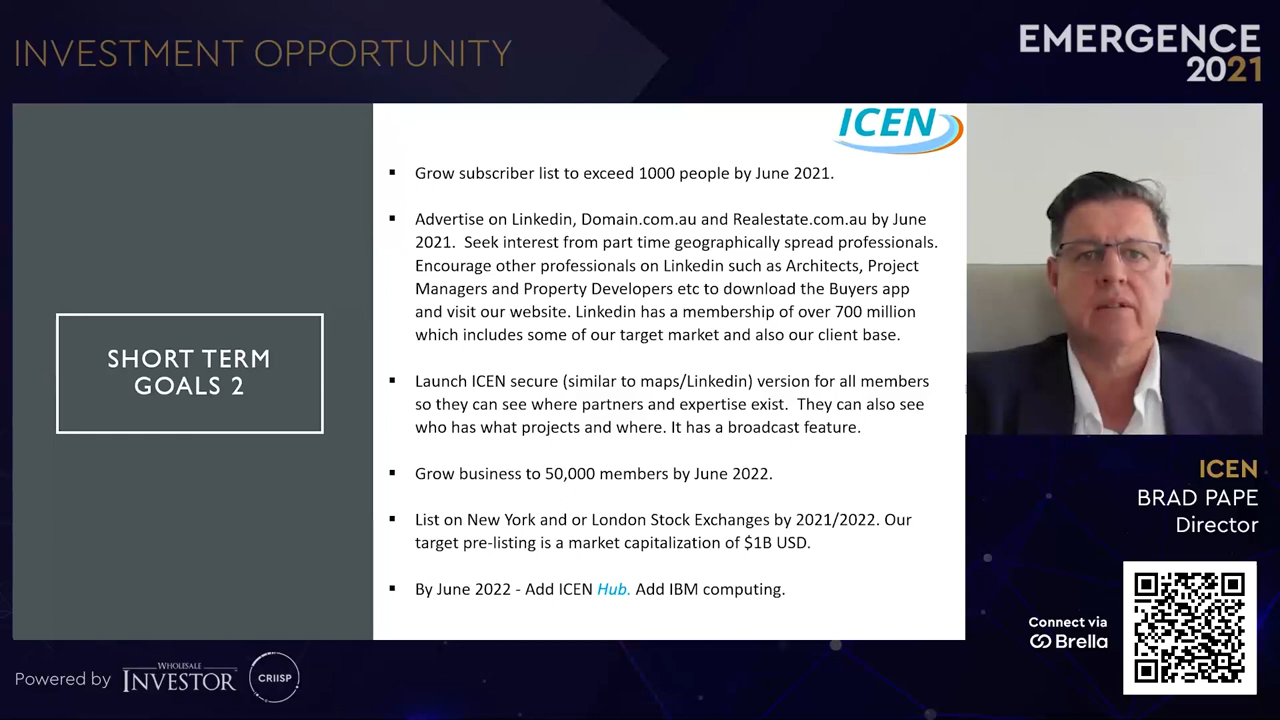 INVESTMENT OPPORTUNITY
EMERGENCE
2021
ICEN
SHORT TERM
GOALS 2
▪ Grow subscriber list to exceed 1000 people by June 2021.
▪ Advertise on Linkedin, Domain.com.au and Realestate.com.au by June
2021. Seek interest from part time geographically spread professionals.
Encourage other professionals on Linkedin such as Architects, Project
Managers and Property Developers etc to download the Buyers app
and visit our website. Linkedin has a membership of over 700 million
which includes some of our target market and also our client base.
▪ Launch ICEN secure (similar to maps/Linkedin) version for all members
so they can see where partners and expertise exist. They can also see
who has what projects and where. It has a broadcast feature.
▪ Grow business to 50,000 members by June 2022.
▪ List on New York and or London Stock Exchanges by 2021/2022. Our
target pre-listing is a market capitalization of $1B USD.
▪ By June 2022 - Add ICEN Hub. Add IBM computing.
ICEN
BRAD PAPE
Director
Connect via
Brella
Powered by
WHOLESALE
INVESTOR
CRIISP